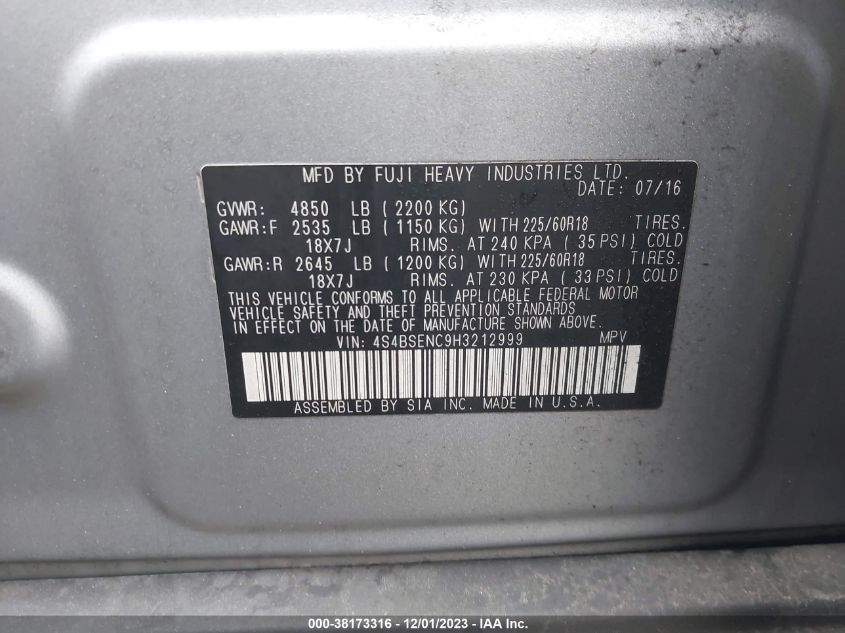 MFD BY FUJI HEAVY INDUSTRIES LTD.
DATE: 07/16
GVWR: 4850 LB ( 2200 KG)
GAWR:F 2535 LB ( 1150 KG) WITH 225/60R18 TIRES.
18X7J RIMS. AT 240 KPA ( 35 PSI) COLD
GAWR:R 2645 LB ( 1200 KG) WITH 225/60R18 TIRES.
18X7J RIMS. AT 230 KPA ( 33 PSI) COLD
THIS VEHICLE CONFORMS TO ALL APPLICABLE FEDERAL MOTOR
VEHICLE SAFETY AND THEFT PREVENTION STANDARDS
IN EFFECT ON THE DATE OF MANUFACTURE SHOWN ABOVE.
VIN: 4S4BSENC9H3212999 MPV
ASSEMBLED BY SIA INC. MADE IN U.S.A.
000-38173316 - 12/01/2023 - IAAI.COM